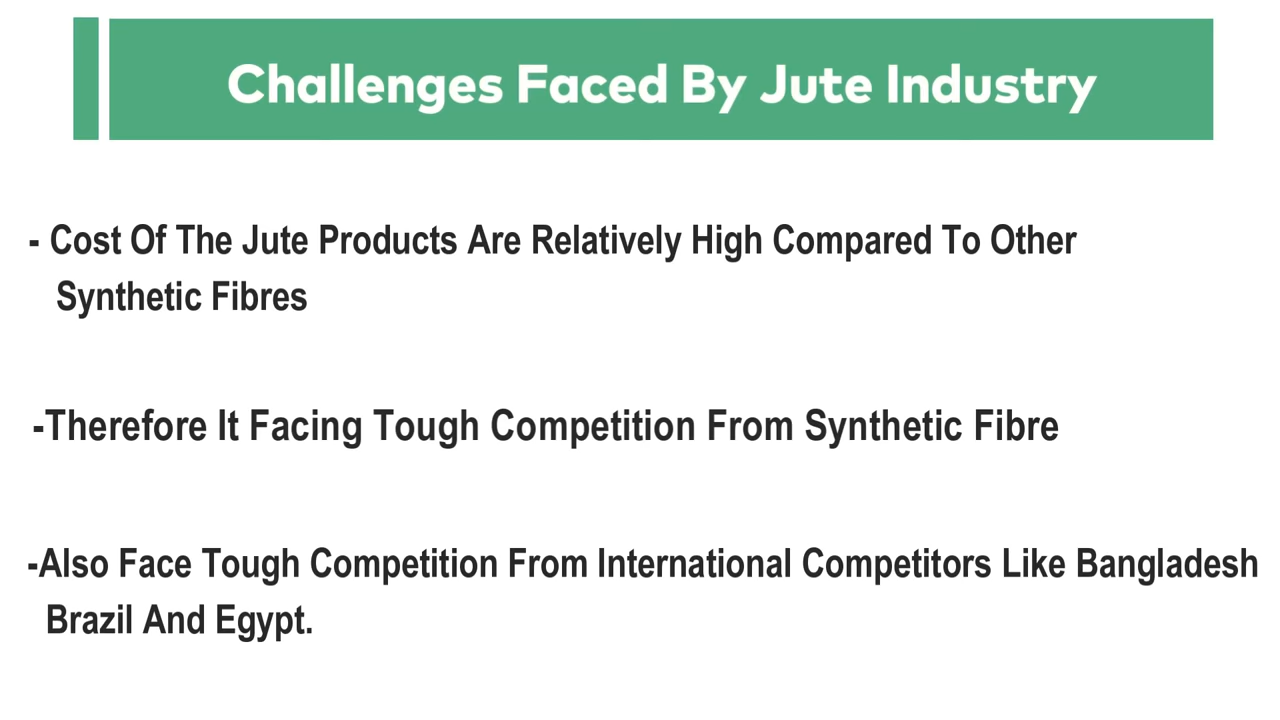 Challenges Faced By Jute Industry
- Cost Of The Jute Products Are Relatively High Compared To Other
Synthetic Fibres
-Therefore It Facing Tough Competition From Synthetic Fibre
-Also Face Tough Competition From International Competitors Like Bangladesh
Brazil And Egypt.